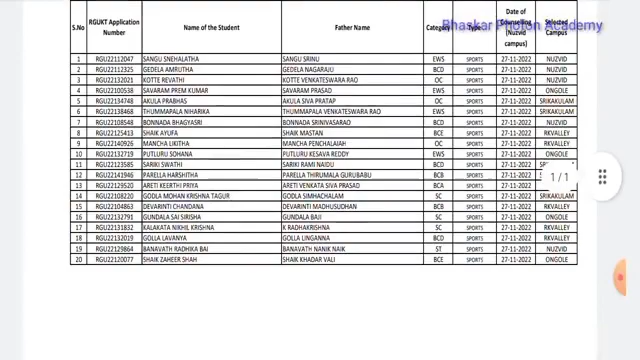 Bhaskar Photon Academy
S.No RGUKT Application Number Name of the Student Father Name Category Type Date of Counselling (Nuzvid campus) Selected Campus
1 RGU22112047 SANGU SNEHALATHA SANGU SRINU EWS SPORTS 27-11-2022 NUZVID
2 RGU22112325 GEDELA AMRUTHA GEDELA NAGARAJU BCD SPORTS 27-11-2022 NUZVID
3 RGU22132021 KOTTE REVATHI KOTTE VENKATESWARA RAO OC SPORTS 27-11-2022 NUZVID
4 RGU22100538 SAVARAM PREM KUMAR SAVARAM PRASAD EWS SPORTS 27-11-2022 ONGOLE
5 RGU22134748 AKULA PRABHAS AKULA SIVA PRATAP OC SPORTS 27-11-2022 SRIKAKULAM
6 RGU22138468 THUMMAPALA NIHARIKA THUMMAPALA VENKATESWARA RAO EWS SPORTS 27-11-2022 SRIKAKULAM
7 RGU22108548 BONNADA BHAGYASRI BONNADA SRINIVASARAO BCD SPORTS 27-11-2022 NUZVID
8 RGU22125413 SHAIK AYUFA SHAIK MASTAN BCE SPORTS 27-11-2022 RKVALLEY
9 RGU22140926 MANCHA LIKITHA MANCHA PENCHALAIAH OC SPORTS 27-11-2022 RKVALLEY
10 RGU22132719 PUTLURU SOHANA PUTLURU KESAVA REDDY EWS SPORTS 27-11-2022 ONGOLE
11 RGU22123585 SARIKI SWATHI SARIKI RAMI NAIDU BCD SPORTS 27-11-2022
12 RGU22141946 PARELLA HARSHITHA PARELLA THIRUMALA GURUBABU BCB SPORTS 27-11-2022
13 RGU22129520 ARETI KEERTHI PRIYA ARETI VENKATA SIVA PRASAD BCA SPORTS 27-11-2022
1/1
14 RGU22108220 GODLA MOHAN KRISHNA TAGUR GODLA SIMHACHALAM SC SPORTS 27-11-2022 SRIKAKULAM
15 RGU22104863 DEVARINTI CHANDANA DEVARINTI MADHUSUDHAN BCB SPORTS 27-11-2022 RKVALLEY
16 RGU22132791 GUNDALA SAI SIRISHA GUNDALA BAJI SC SPORTS 27-11-2022 ONGOLE
17 RGU22131832 KALAKATA NIKHIL KRISHNA K RADHAKRISHNA SC SPORTS 27-11-2022 RKVALLEY
18 RGU22132019 GOLLA LAVANYA GOLLA LINGANNA BCD SPORTS 27-11-2022 RKVALLEY
19 RGU22129864 BANAVATH RADHIKA BAI BANAVATH NANIK NAIK ST SPORTS 27-11-2022 NUZVID
20 RGU22120077 SHAIK ZAHEER SHAH SHAIK KHADAR VALI BCE SPORTS 27-11-2022 ONGOLE